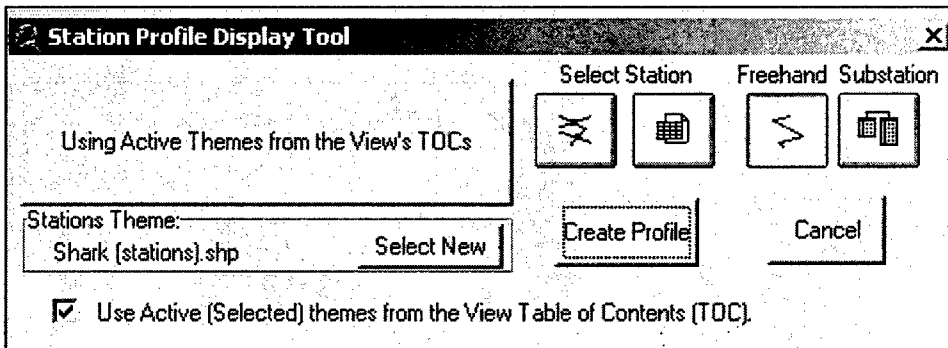 Station Profile Display Tool
Select Station Freehand Substation
Using Active Themes from the View's TOCs
Stations Theme:
Shark (stations).shp Select New
Create Profile Cancel
Use Active (Selected) themes from the View Table of Contents (TOC).